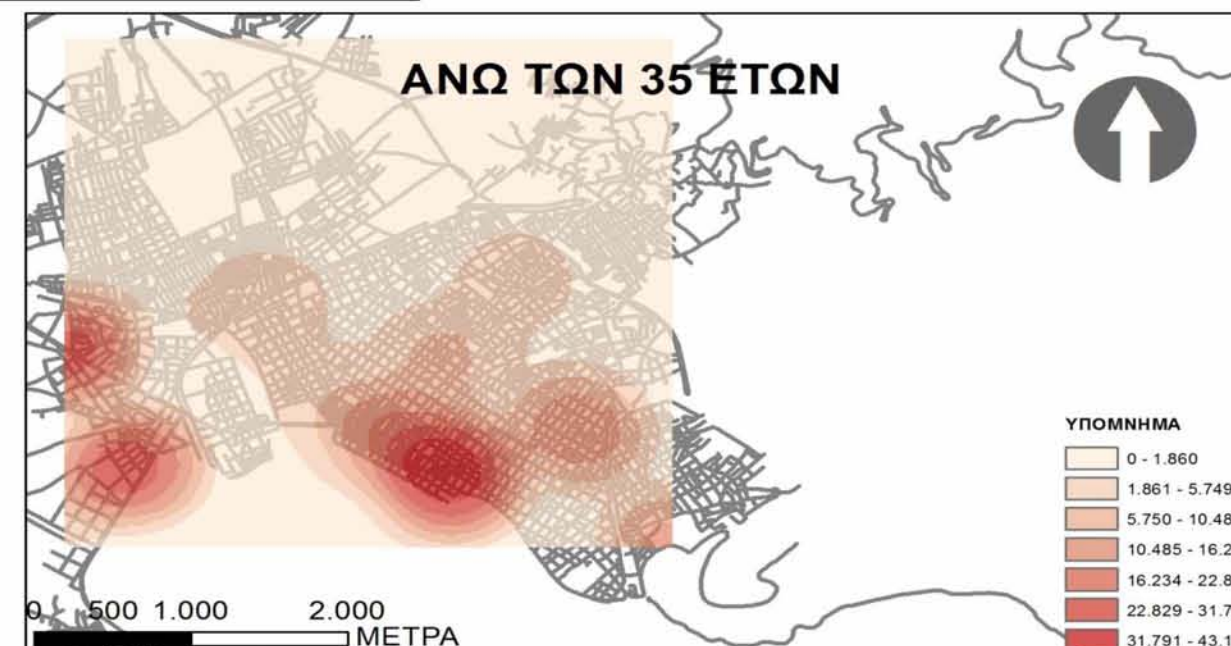 ΑΝΩ ΤΩΝ 35 ΕΤΩΝ
ΥΠΟΜΝΗΜΑ
0 - 1.860
1.861 - 5.749
5.750 - 10.48
10.485 - 16.2
16.234 - 22.8
22.829 - 31.7
31.791 - 43.1
0 500 1.000 2.000
ΜΕΤΡΑ